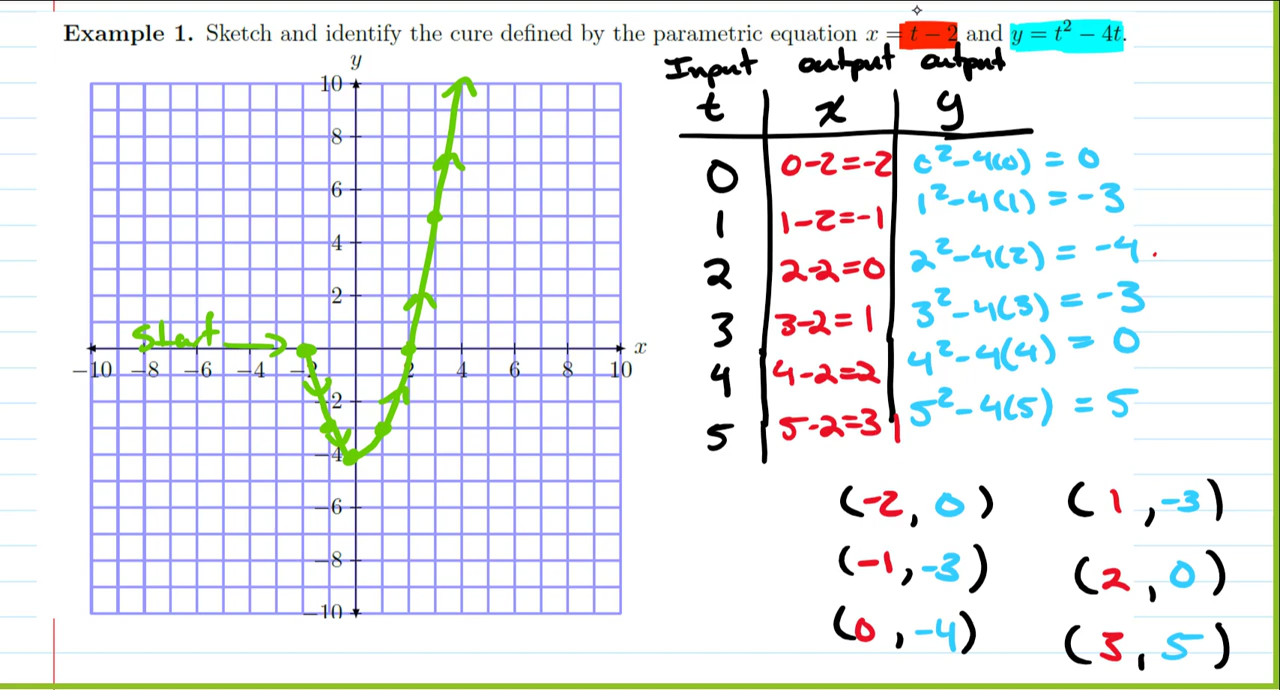 Example 1. Sketch and identify the cure defined by the parametric equation x = t − 2 and y = t² − 4t.
Input output output
t x y
0 0-2=-2 0²-4(0) = 0
1 1-2=-1 1²-4(1) = -3
2 2-2=0 2²-4(2) = -4
3 3-2=1 3²-4(3) = -3
4 4-2=2 4²-4(4) = 0
5 5-2=3 5²-4(5) = 5
(-2, 0) (1, -3)
(-1, -3) (2, 0)
(0, -4) (3, 5)
y
10
8
6
4
2
Start
x
−10 −8 −6 −4 −2 2 4 6 8 10
−2
−4
−6
−8
−10